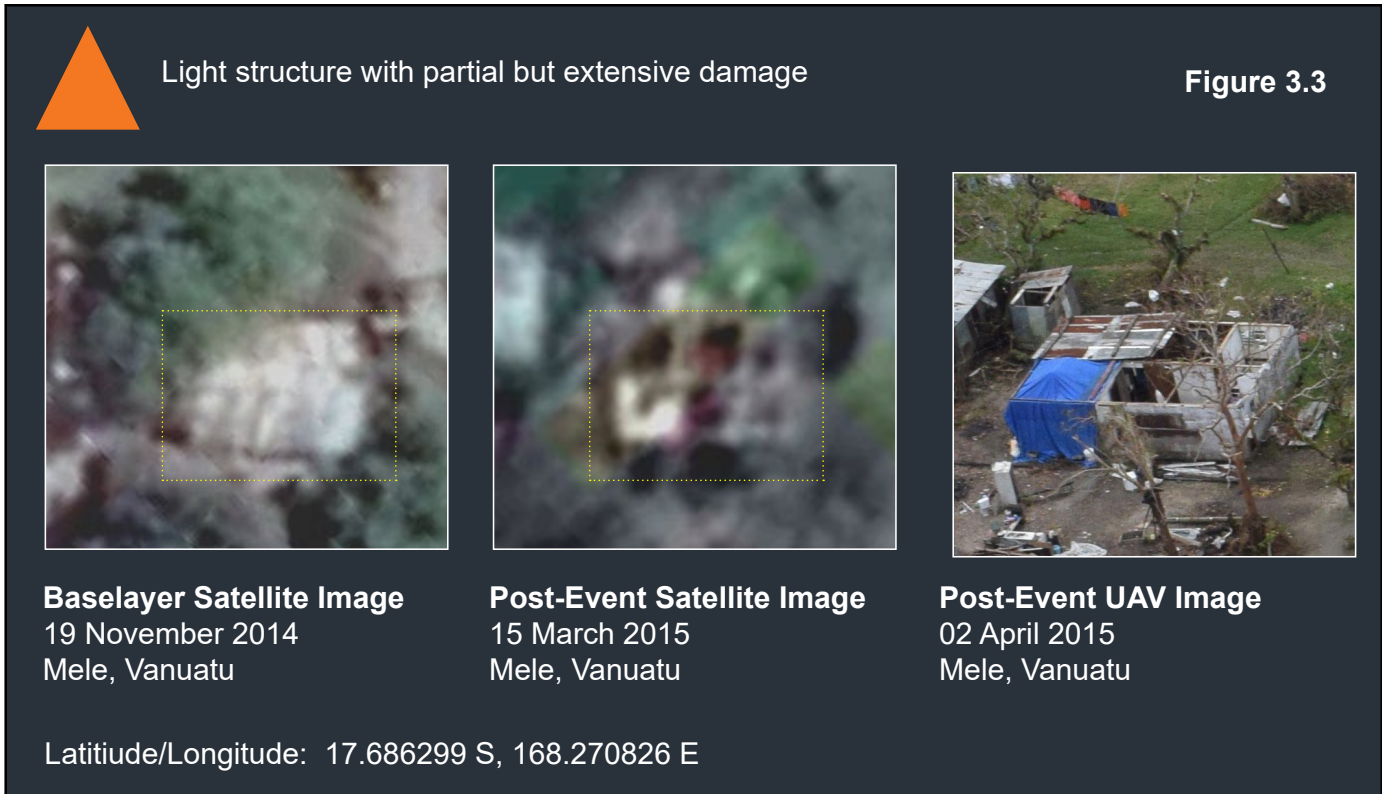 Light structure with partial but extensive damage
Figure 3.3
Baselayer Satellite Image
19 November 2014
Mele, Vanuatu
Post-Event Satellite Image
15 March 2015
Mele, Vanuatu
Post-Event UAV Image
02 April 2015
Mele, Vanuatu
Latitiude/Longitude: 17.686299 S, 168.270826 E